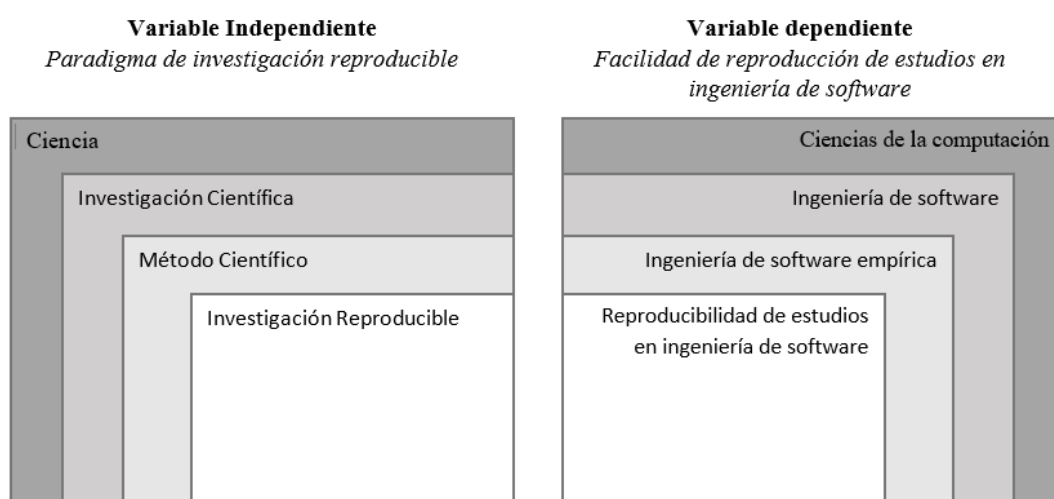 Variable Independiente
Paradigma de investigación reproducible
Ciencia
Investigación Científica
Método Científico
Investigación Reproducible
Variable dependiente
Facilidad de reproducción de estudios en
ingeniería de software
Ciencias de la computación
Ingeniería de software
Ingeniería de software empírica
Reproducibilidad de estudios
en ingeniería de software